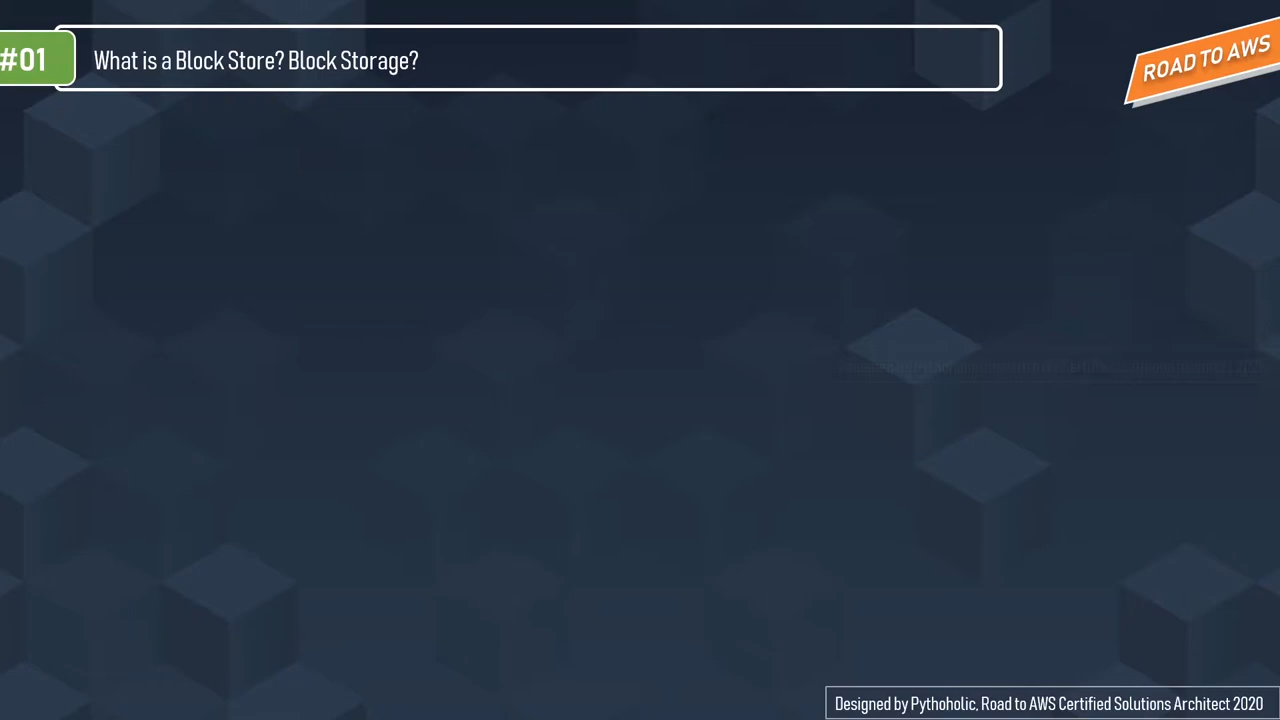 #01
What is a Block Store? Block Storage?
ROAD TO AWS
Designed by Pythoholic, Road to AWS Certified Solutions Architect 2020